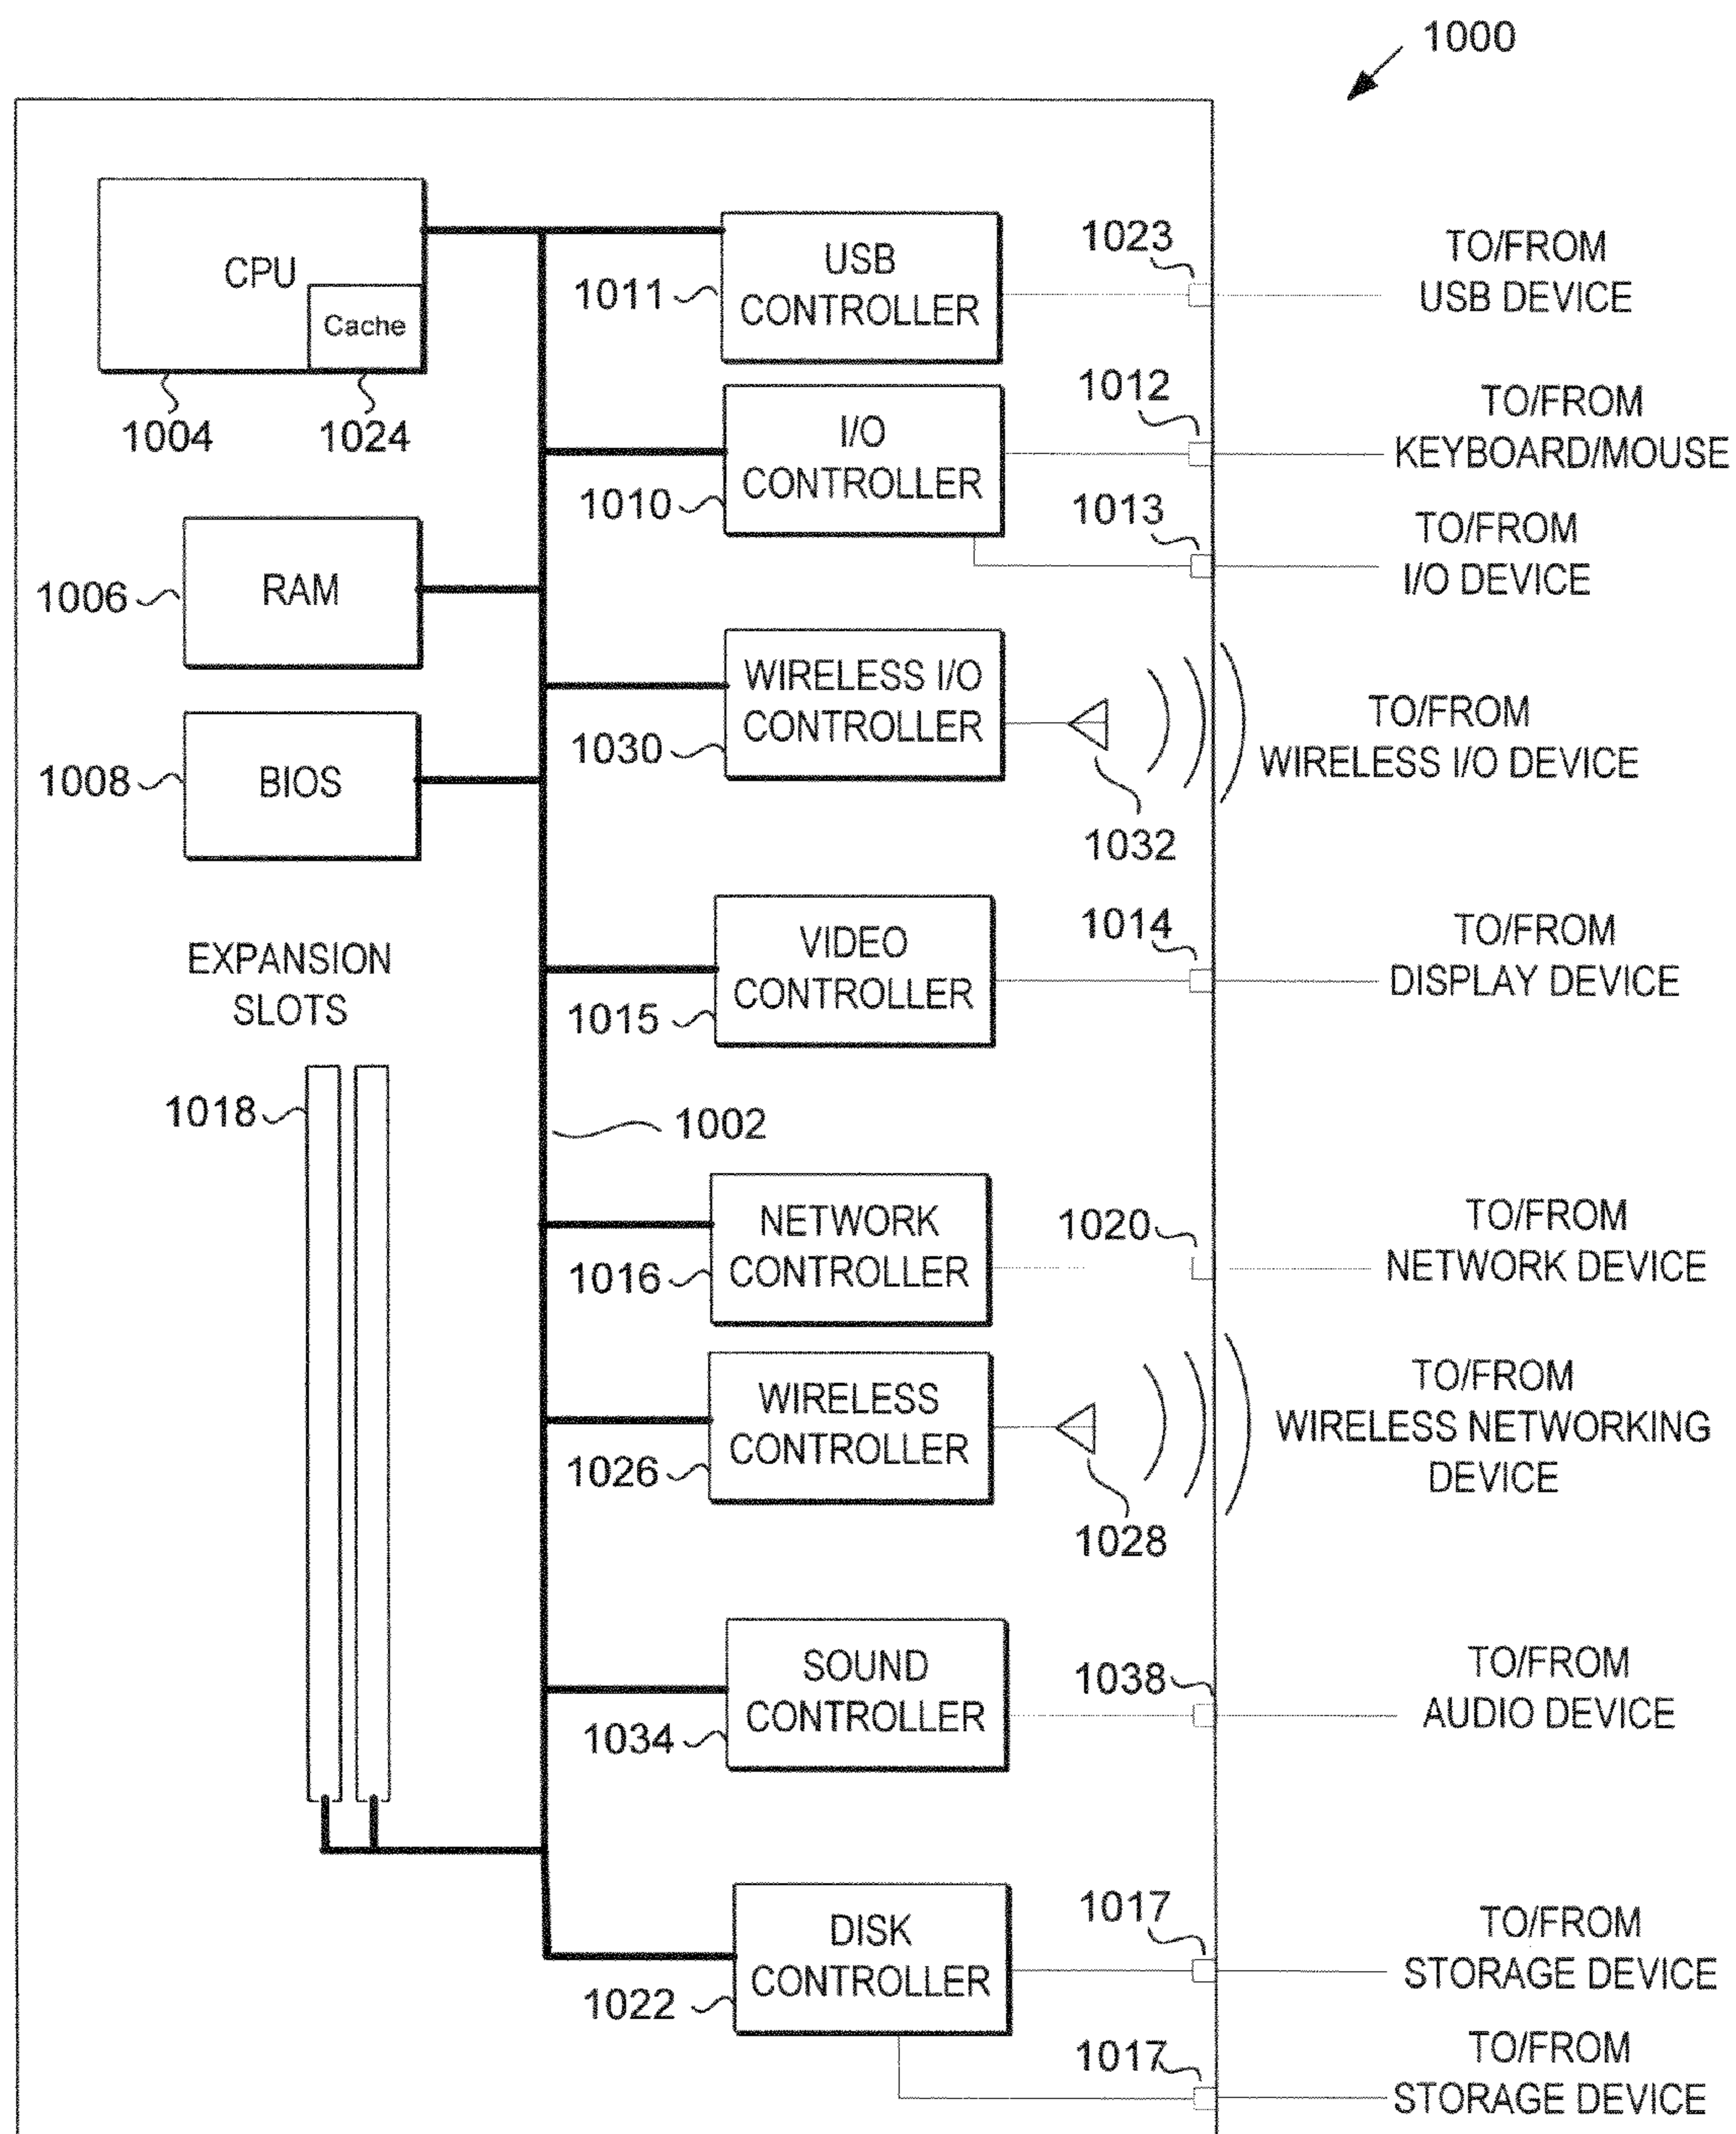 1000
CPU
Cache
1004
1024
USB
CONTROLLER
1011
1023
TO/FROM
USB DEVICE
I/O
CONTROLLER
1010
1012
TO/FROM
KEYBOARD/MOUSE
1013
TO/FROM
I/O DEVICE
RAM
1006
WIRELESS I/O
CONTROLLER
1030
1032
TO/FROM
WIRELESS I/O DEVICE
BIOS
1008
VIDEO
CONTROLLER
1015
1014
TO/FROM
DISPLAY DEVICE
EXPANSION
SLOTS
1018
1002
NETWORK
CONTROLLER
1016
1020
TO/FROM
NETWORK DEVICE
WIRELESS
CONTROLLER
1026
1028
TO/FROM
WIRELESS NETWORKING
DEVICE
SOUND
CONTROLLER
1034
1038
TO/FROM
AUDIO DEVICE
DISK
CONTROLLER
1022
1017
TO/FROM
STORAGE DEVICE
1017
TO/FROM
STORAGE DEVICE